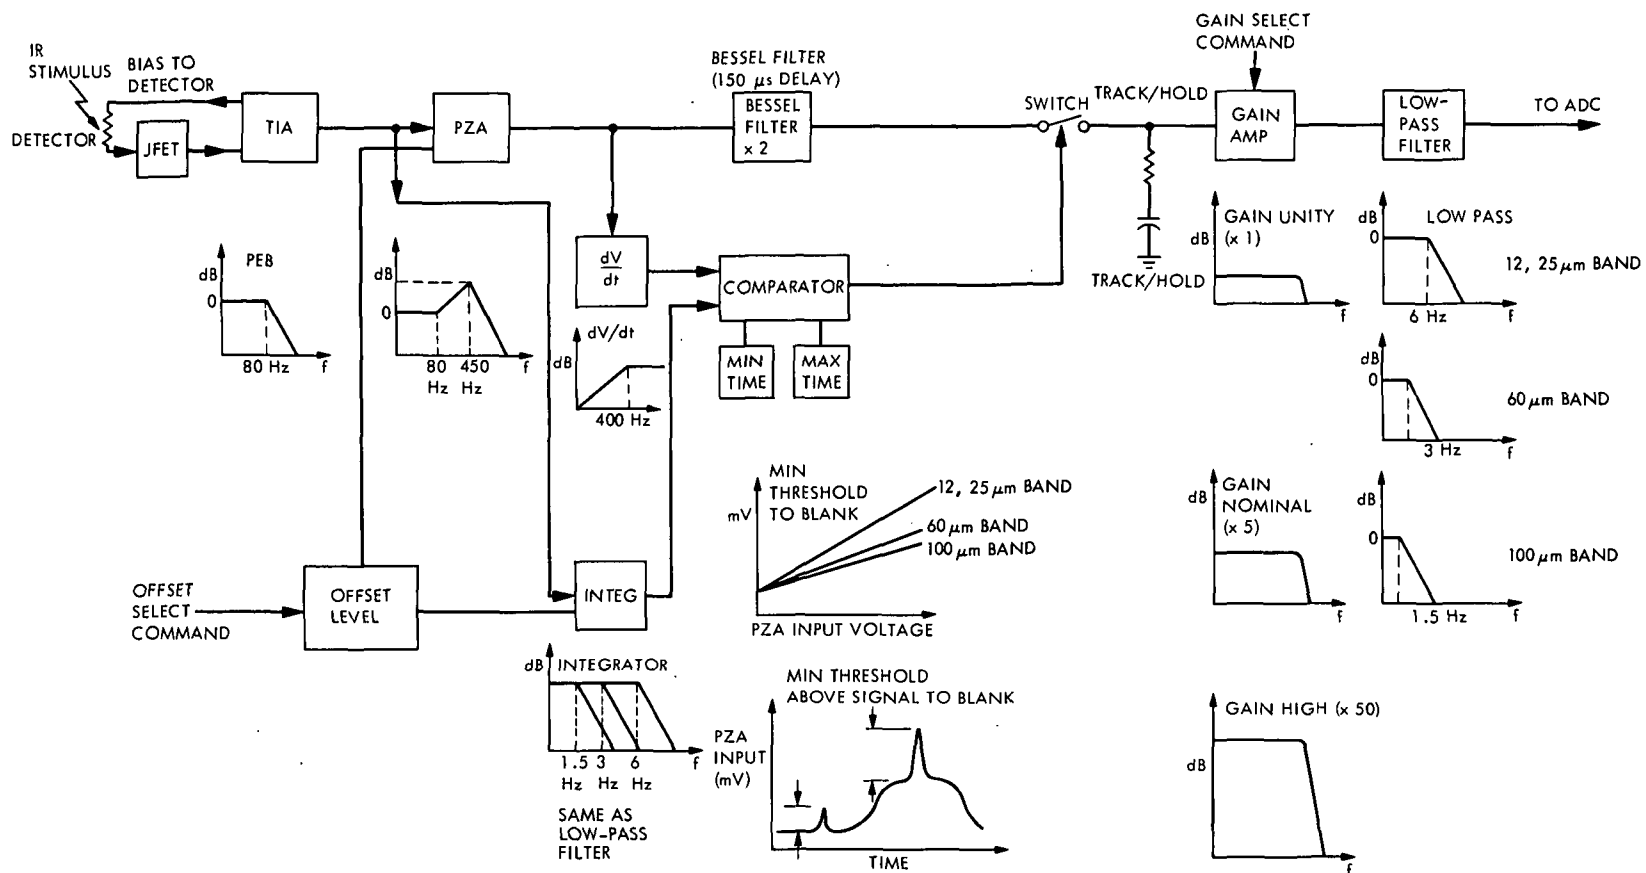 GAIN SELECT
COMMAND
IR
STIMULUS
BIAS TO
DETECTOR
BESSEL FILTER
(150 μs DELAY)
DETECTOR
JFET
TIA
PZA
BESSEL
FILTER
x 2
SWITCH
TRACK/HOLD
GAIN
AMP
LOW-
PASS
FILTER
TO ADC
TRACK/HOLD
dV
dt
COMPARATOR
MIN
TIME
MAX
TIME
PEB
dB
0
80 Hz
f
dB
0
80
Hz
450
Hz
f
dV/dt
dB
400 Hz
GAIN UNITY
(x 1)
dB
f
LOW PASS
dB
0
6 Hz
f
12, 25 μm BAND
0
3 Hz
f
60 μm BAND
GAIN
NOMINAL
(x 5)
dB
f
dB
0
1.5 Hz
f
100 μm BAND
MIN
THRESHOLD
TO BLANK
mV
12, 25 μm BAND
60 μm BAND
100 μm BAND
PZA INPUT VOLTAGE
OFFSET
SELECT
COMMAND
OFFSET
LEVEL
INTEG
dB
INTEGRATOR
1.5
Hz
3
Hz
6
Hz
f
SAME AS
LOW-PASS
FILTER
MIN THRESHOLD
ABOVE SIGNAL TO BLANK
PZA
INPUT
(mV)
TIME
GAIN HIGH (x 50)
dB
f